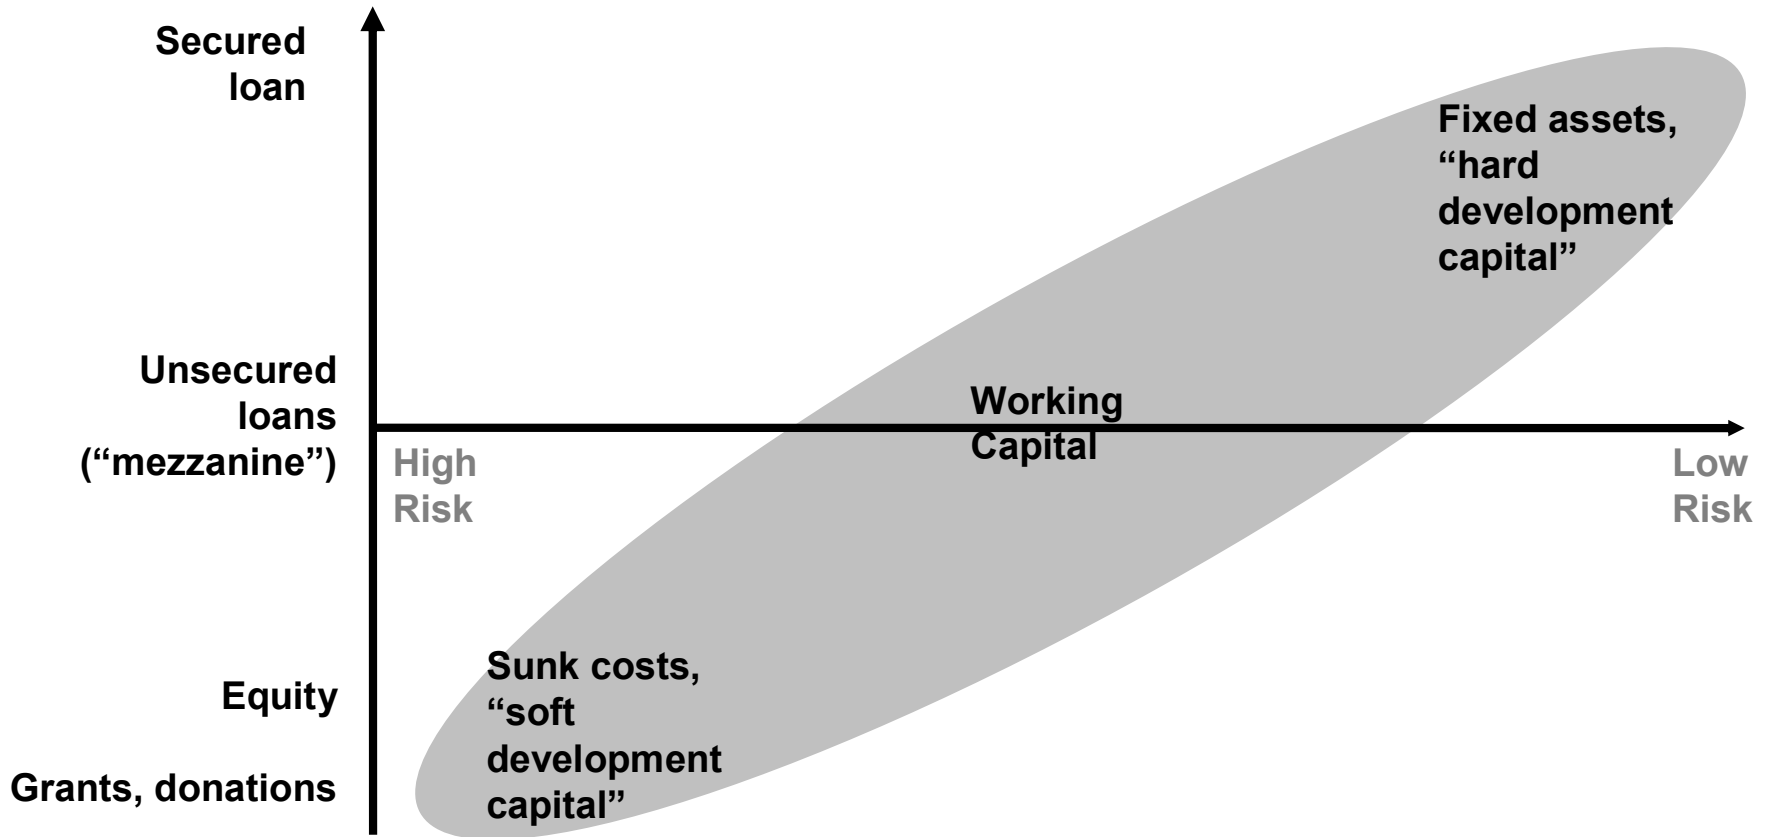 Secured
loan
Fixed assets,
“hard
development
capital”
Unsecured
loans
(“mezzanine”)
Working
Capital
High
Risk
Low
Risk
Sunk costs,
“soft
development
capital”
Equity
Grants, donations